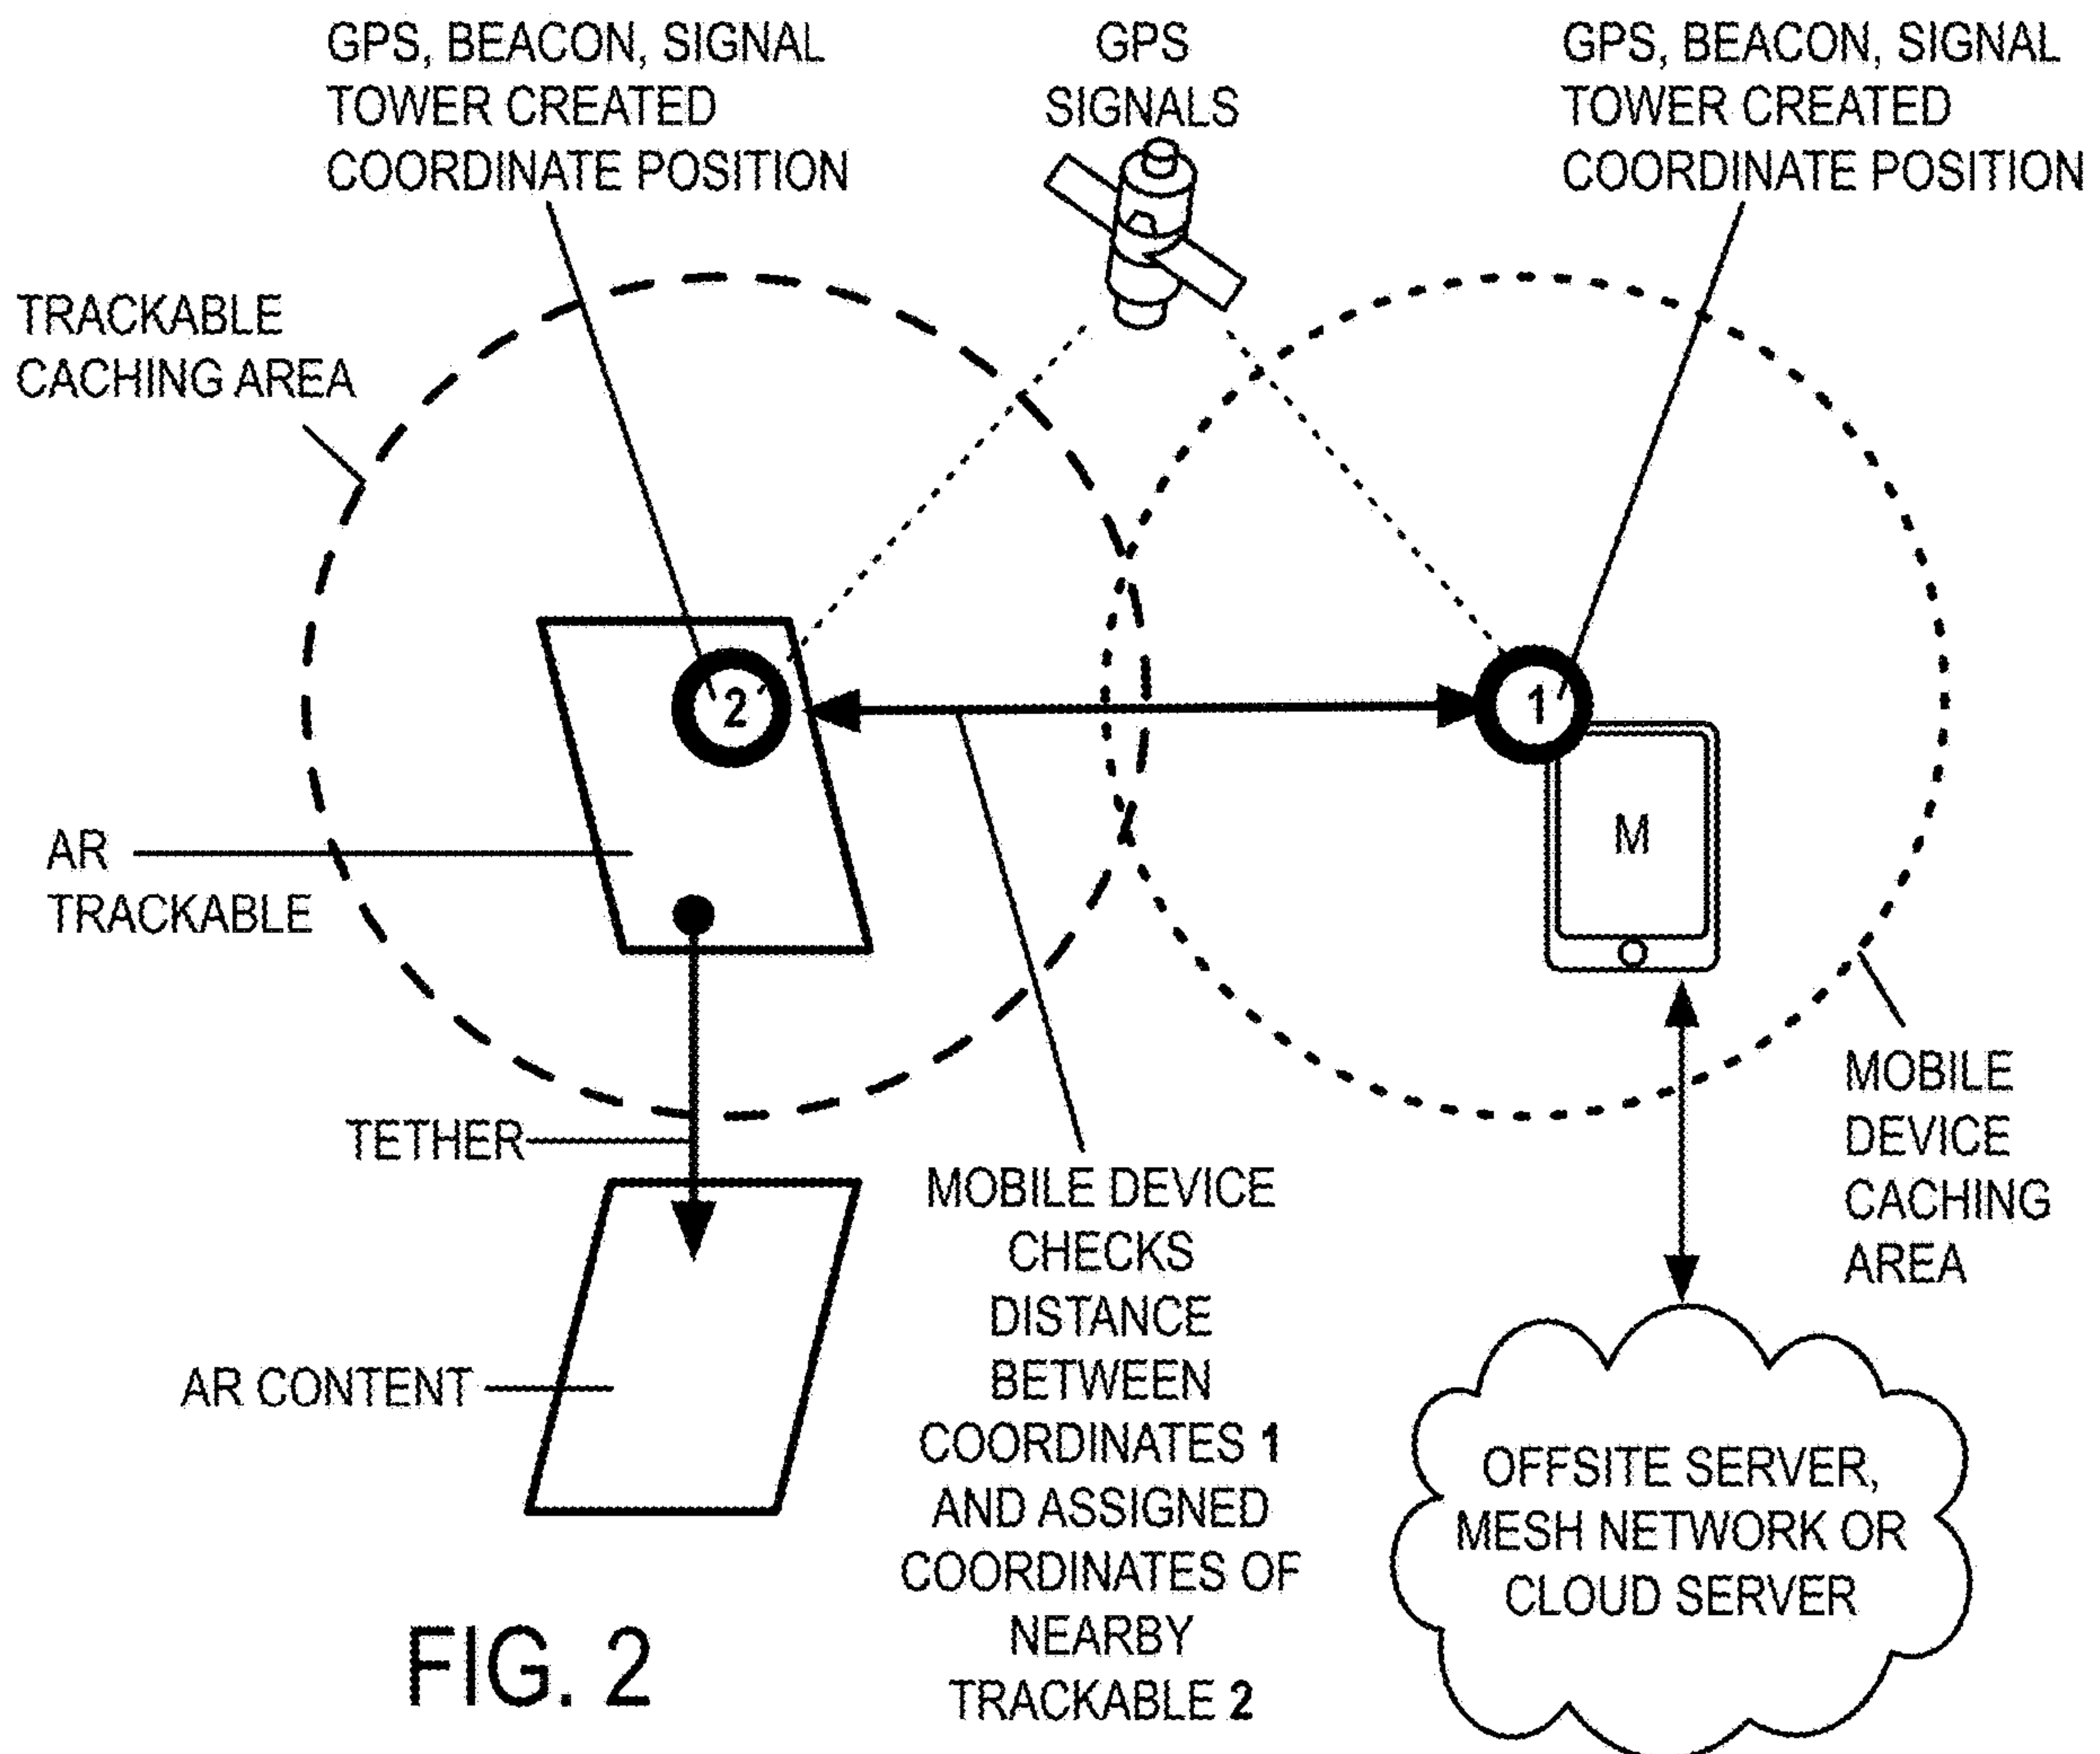 GPS, BEACON, SIGNAL
TOWER CREATED
COORDINATE POSITION
GPS
SIGNALS
GPS, BEACON, SIGNAL
TOWER CREATED
COORDINATE POSITION
TRACKABLE
CACHING AREA
2
1
M
AR
TRACKABLE
TETHER
MOBILE
DEVICE
CACHING
AREA
MOBILE DEVICE
CHECKS
DISTANCE
BETWEEN
COORDINATES 1
AND ASSIGNED
COORDINATES OF
NEARBY
TRACKABLE 2
AR CONTENT
OFFSITE SERVER,
MESH NETWORK OR
CLOUD SERVER
FIG. 2